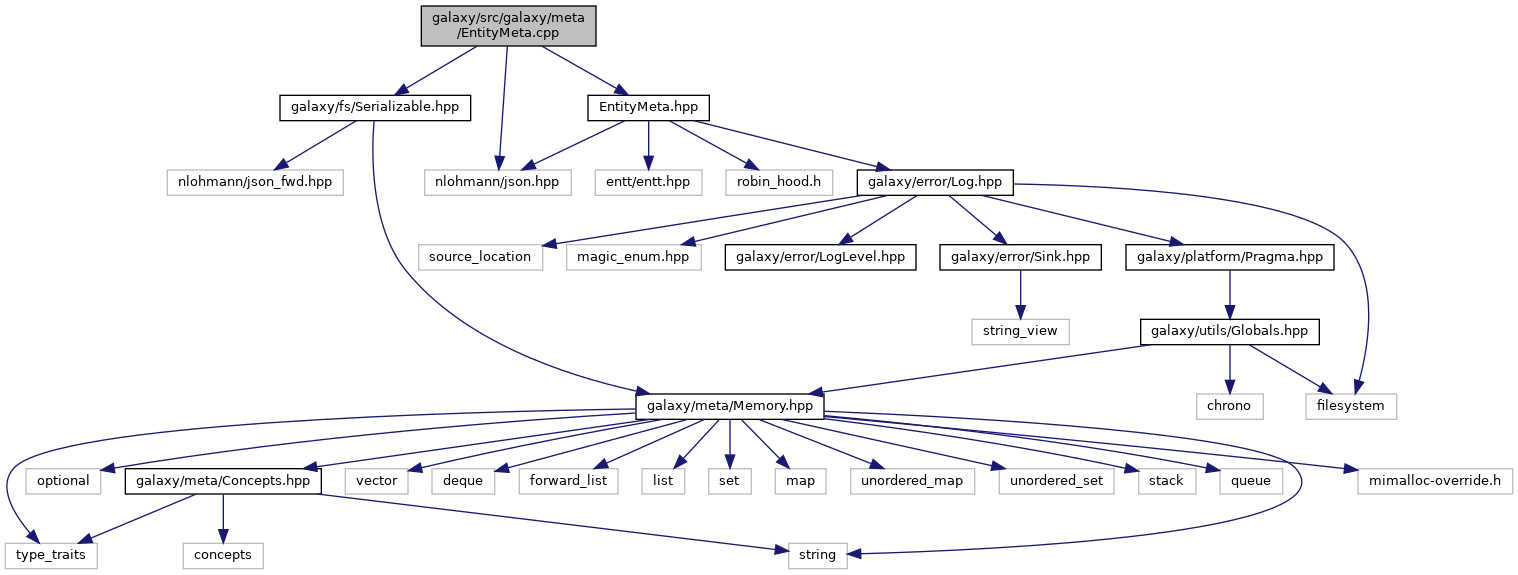 galaxy/src/galaxy/meta
/EntityMeta.cpp
galaxy/fs/Serializable.hpp
EntityMeta.hpp
nlohmann/json_fwd.hpp
nlohmann/json.hpp
entt/entt.hpp
robin_hood.h
galaxy/error/Log.hpp
source_location
magic_enum.hpp
galaxy/error/LogLevel.hpp
galaxy/error/Sink.hpp
galaxy/platform/Pragma.hpp
string_view
galaxy/utils/Globals.hpp
galaxy/meta/Memory.hpp
chrono
filesystem
optional
galaxy/meta/Concepts.hpp
vector
deque
forward_list
list
set
map
unordered_map
unordered_set
stack
queue
mimalloc-override.h
type_traits
concepts
string